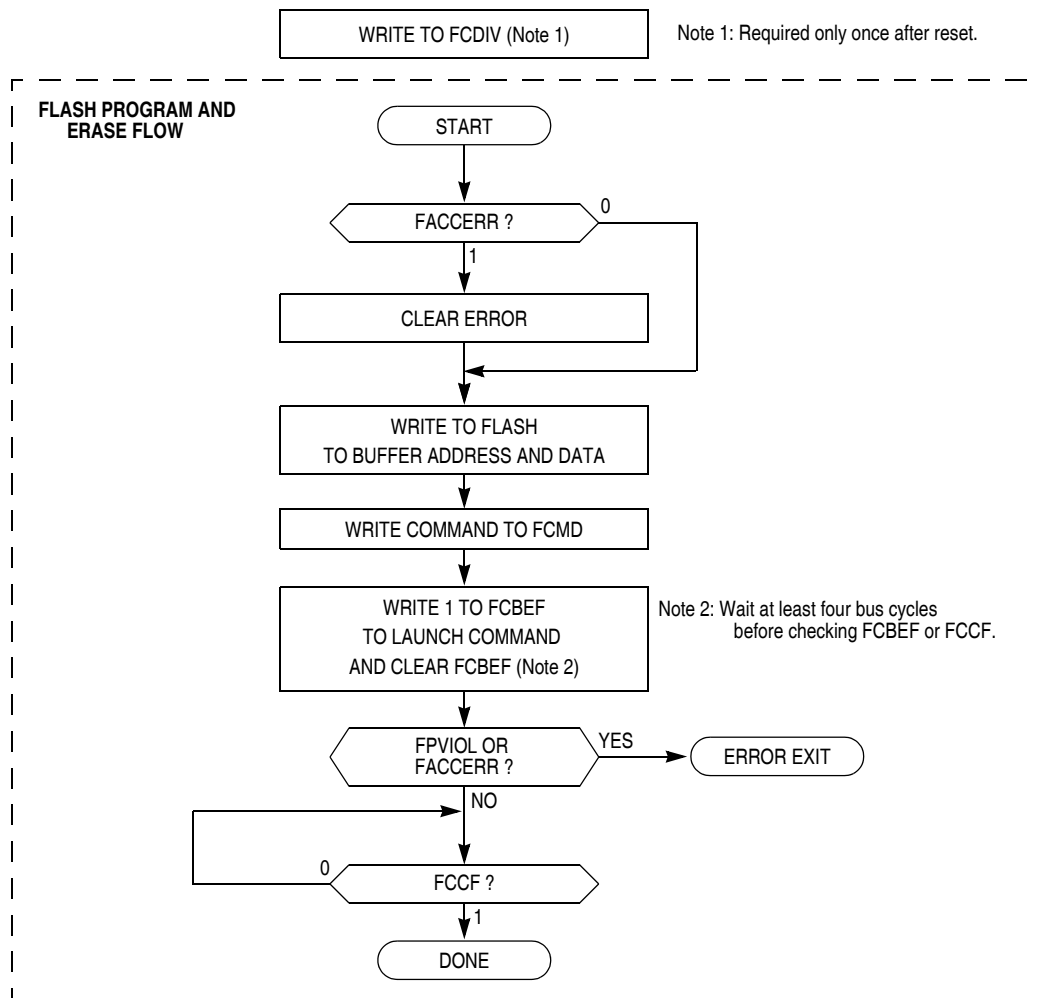 WRITE TO FCDIV (Note 1)
Note 1: Required only once after reset.
FLASH PROGRAM AND
ERASE FLOW
START
FACCERR ?
0
1
CLEAR ERROR
WRITE TO FLASH
TO BUFFER ADDRESS AND DATA
WRITE COMMAND TO FCMD
WRITE 1 TO FCBEF
TO LAUNCH COMMAND
AND CLEAR FCBEF (Note 2)
Note 2: Wait at least four bus cycles
before checking FCBEF or FCCF.
FPVIOL OR
FACCERR ?
YES
ERROR EXIT
NO
0
FCCF ?
1
DONE